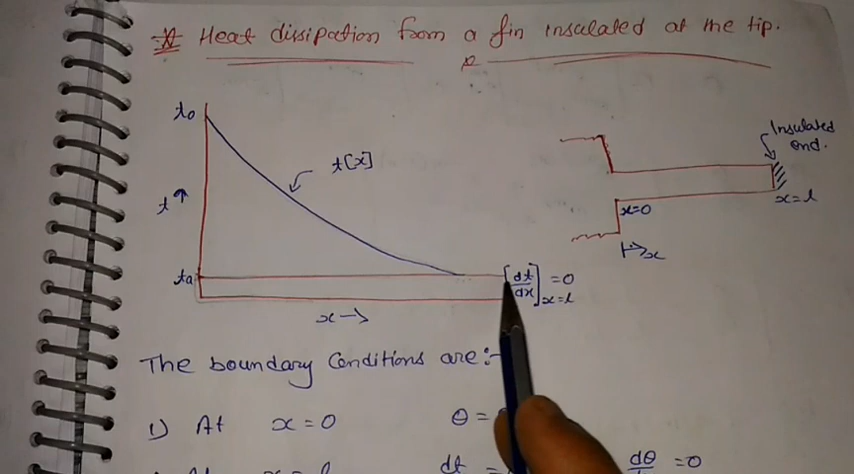 Heat dissipation from a fin insulated at the tip.
Insulated end.
t₀
t[x]
t↑
x=0
x=l
↦x
ta
[dt/dx]x=l =0
x→
The boundary Conditions are:-
1) At x=0 θ=
dt dθ =0